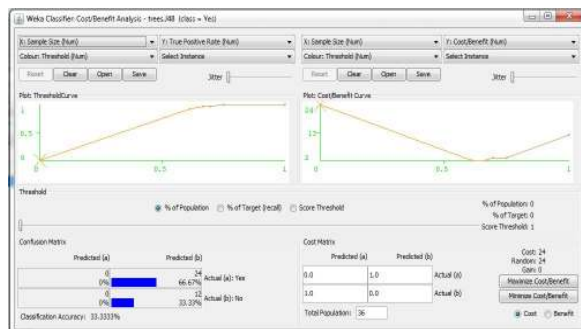 Weka Classifier: Cost/Benefit Analysis - trees.J48 (class = Yes)
X: Sample Size (Num)
Y: True Positive Rate (Num)
X: Sample Size (Num)
Y: Cost/Benefit (Num)
Colour: Threshold (Num)
Select Instance
Colour: Threshold (Num)
Select Instance
Reset
Clear
Open
Save
Jitter
Reset
Clear
Open
Save
Jitter
Plot: ThresholdCurve
Plot: Cost/Benefit Curve
1
0.5
0
0
0.5
1
24
13
2
0
0.5
1
Threshold
% of Population
% of Target (recall)
Score Threshold
% of Population: 0
% of Target: 0
Score Threshold: 1
Confusion Matrix
Predicted (a)
Predicted (b)
0
0%
24
66.67%
Actual (a): Yes
0
0%
12
33.33%
Actual (b): No
Classification Accuracy: 33.3333%
Cost Matrix
Predicted (a)
Predicted (b)
0.0
1.0
Actual (a)
1.0
0.0
Actual (b)
Total Population: 36
Cost: 24
Random: 24
Gain: 0
Maximize Cost/Benefit
Minimize Cost/Benefit
Cost
Benefit